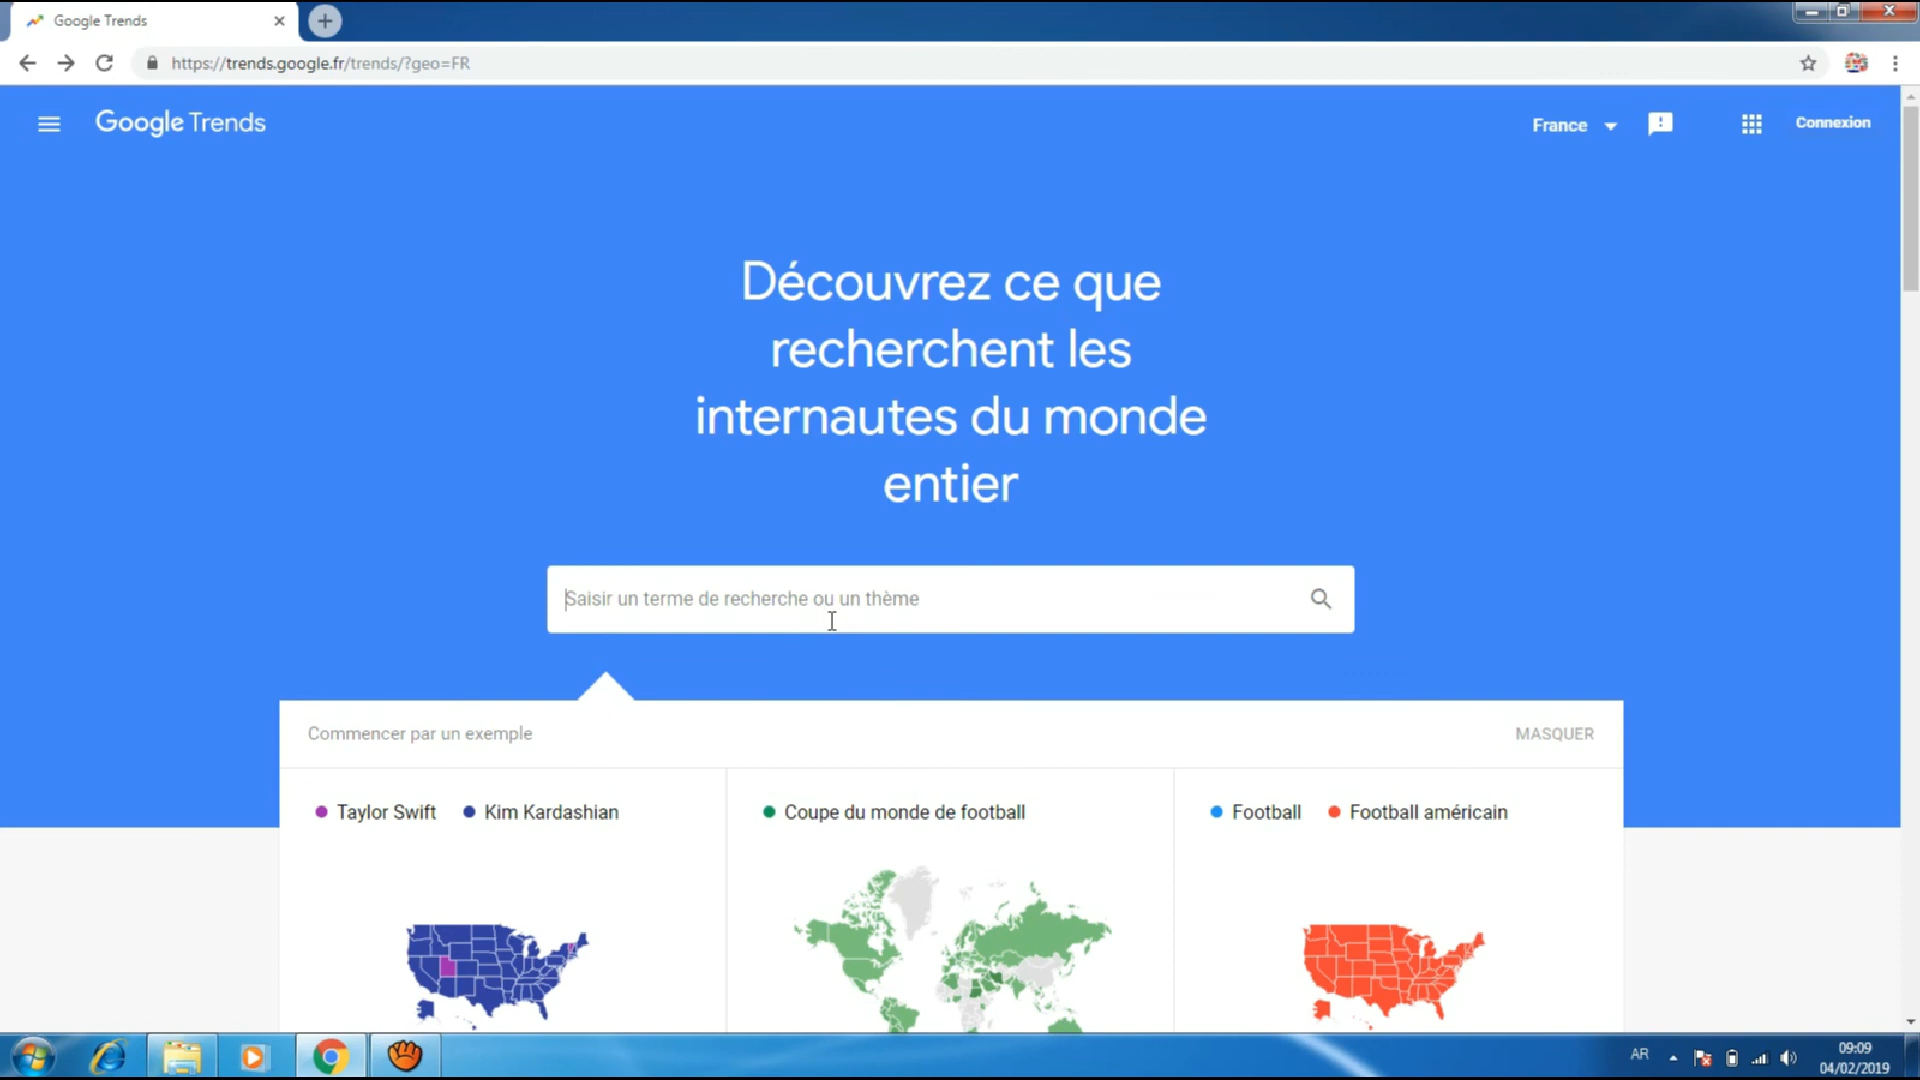 Google Trends
https://trends.google.fr/trends/?geo=FR
Google Trends
France
Connexion
Découvrez ce que
recherchent les
internautes du monde
entier
Saisir un terme de recherche ou un thème
Commencer par un exemple
MASQUER
Taylor Swift
Kim Kardashian
Coupe du monde de football
Football
Football américain
AR
09:09
04/02/2019